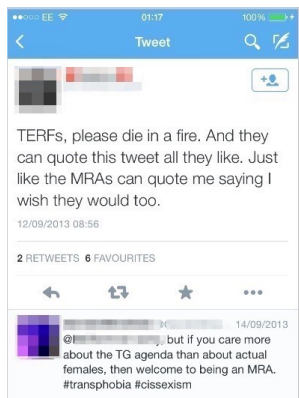 EE 01:17 100%
Tweet
TERFs, please die in a fire. And they
can quote this tweet all they like. Just
like the MRAs can quote me saying I
wish they would too.
12/09/2013 08:56
2 RETWEETS 6 FAVOURITES
14/09/2013
@ , but if you care more
about the TG agenda than about actual
females, then welcome to being an MRA.
#transphobia #cissexism